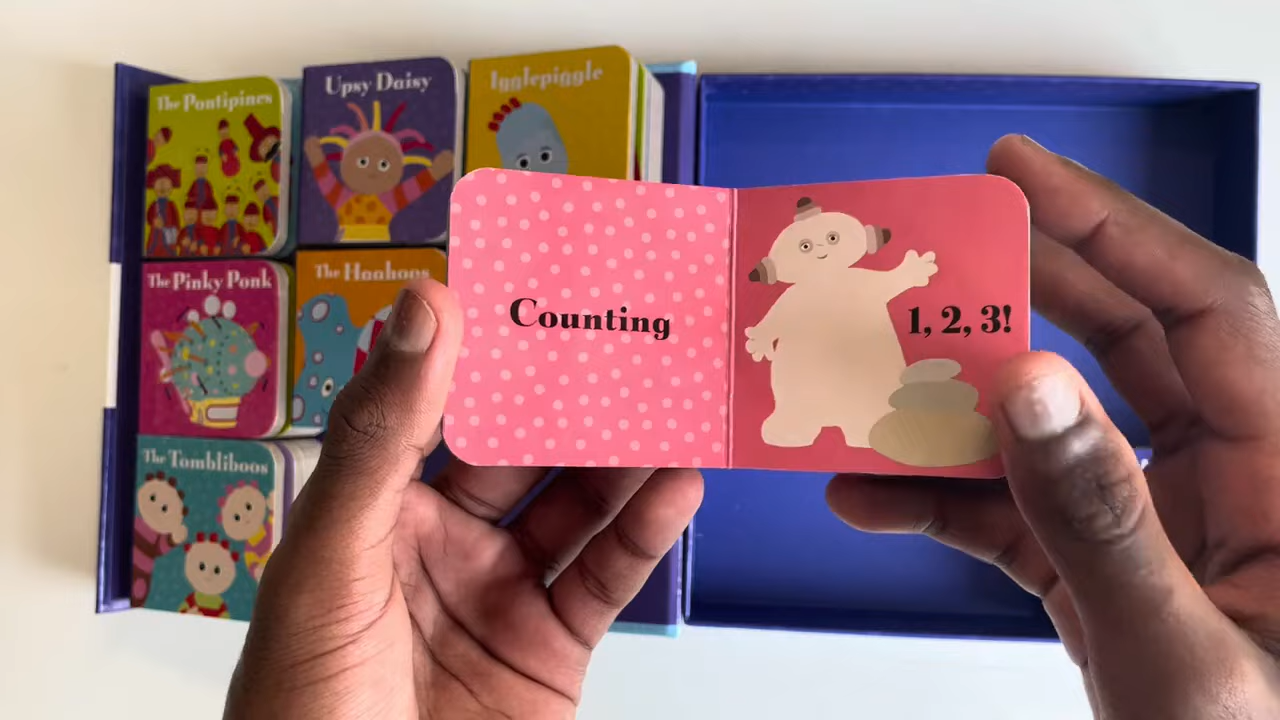 The Pontipines
Upsy Daisy
Igglepiggle
The Pinky Ponk
The Haahoos
The Tombliboos
Counting
1, 2, 3!